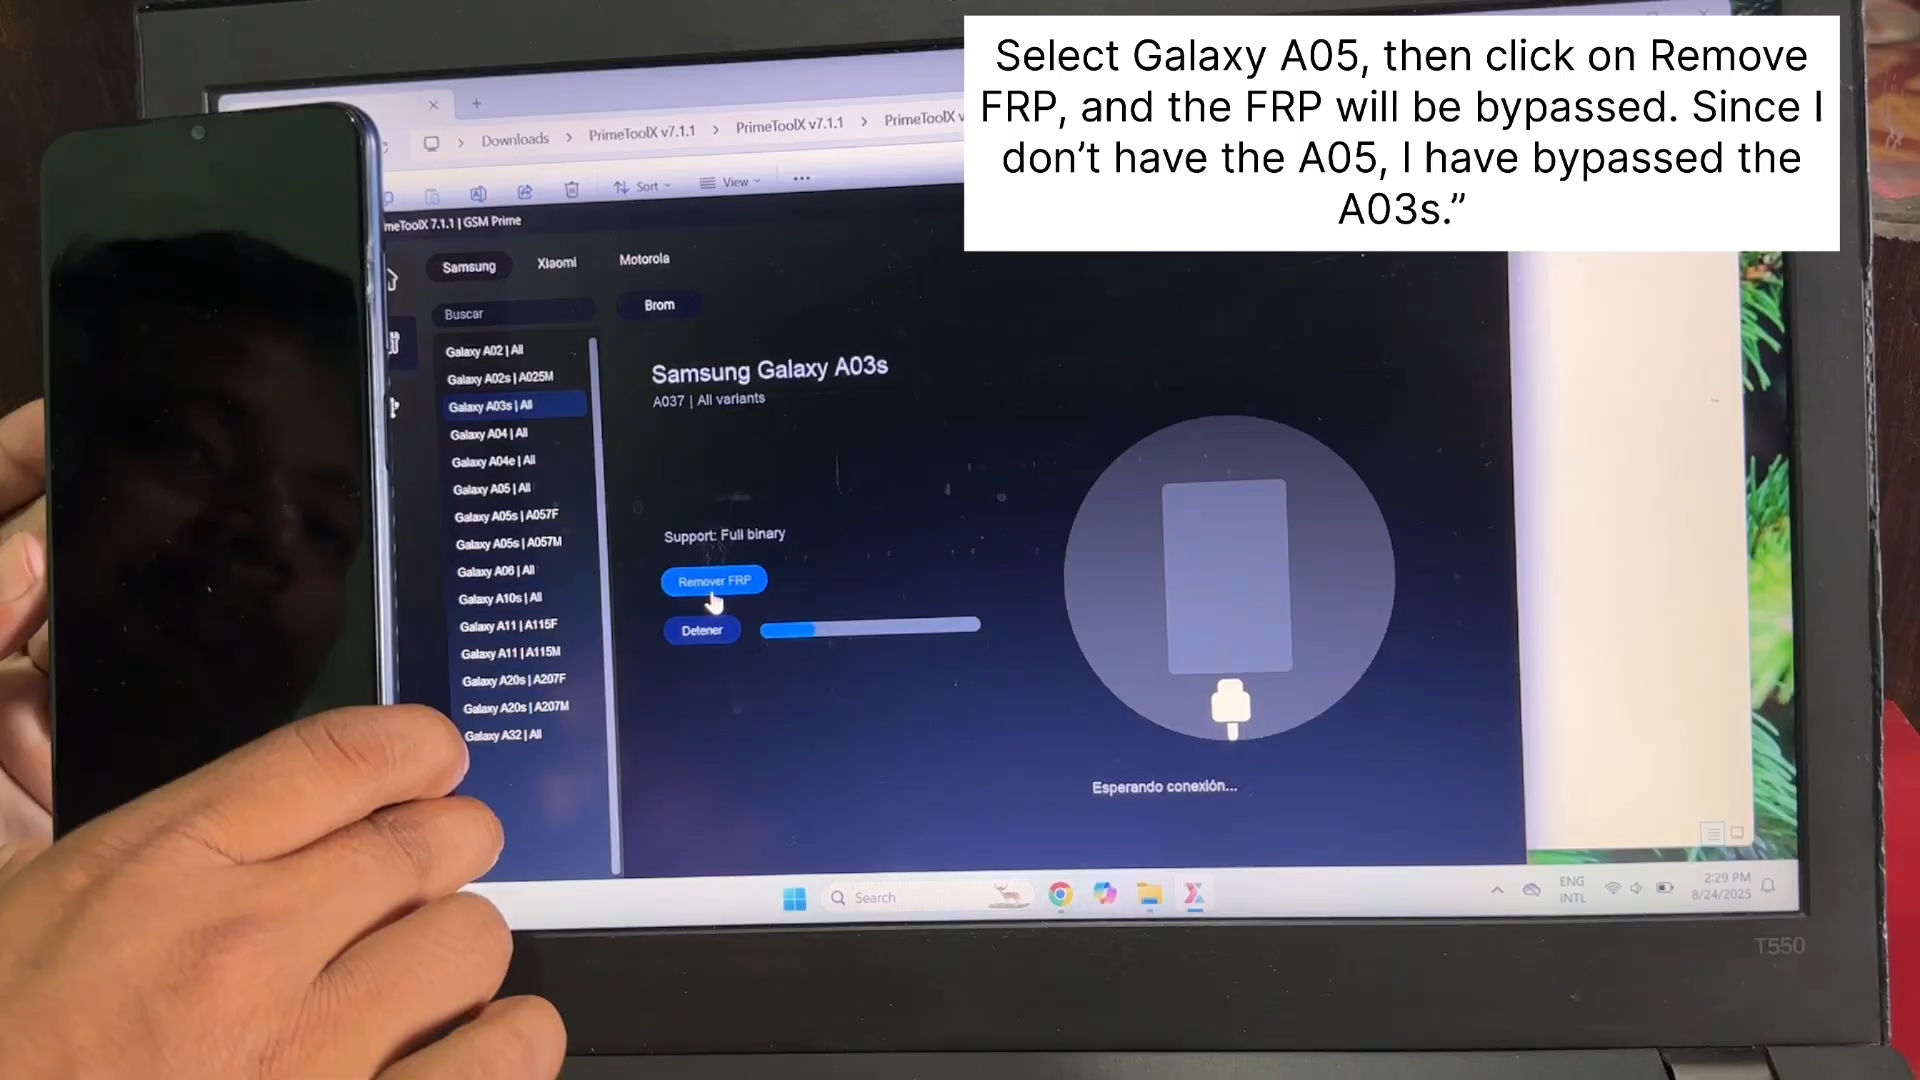 Select Galaxy A05, then click on Remove
FRP, and the FRP will be bypassed. Since I
don’t have the A05, I have bypassed the
A03s.”
Downloads > PrimeToolX v7.1.1 > PrimeToolX v7.1.1 > PrimeToolX v
Sort
View
meToolX 7.1.1 | GSM Prime
Samsung
Xiaomi
Motorola
Buscar
Brom
Galaxy A02 | All
Galaxy A02s | A025M
Galaxy A03s | All
Galaxy A04 | All
Galaxy A04e | All
Galaxy A05 | All
Galaxy A05s | A057F
Galaxy A05s | A057M
Galaxy A06 | All
Galaxy A10s | All
Galaxy A11 | A115F
Galaxy A11 | A115M
Galaxy A20s | A207F
Galaxy A20s | A207M
Galaxy A32 | All
Samsung Galaxy A03s
A037 | All variants
Support: Full binary
Remover FRP
Detener
Esperando conexión...
Search
ENG
INTL
2:29 PM
8/24/2025
T550